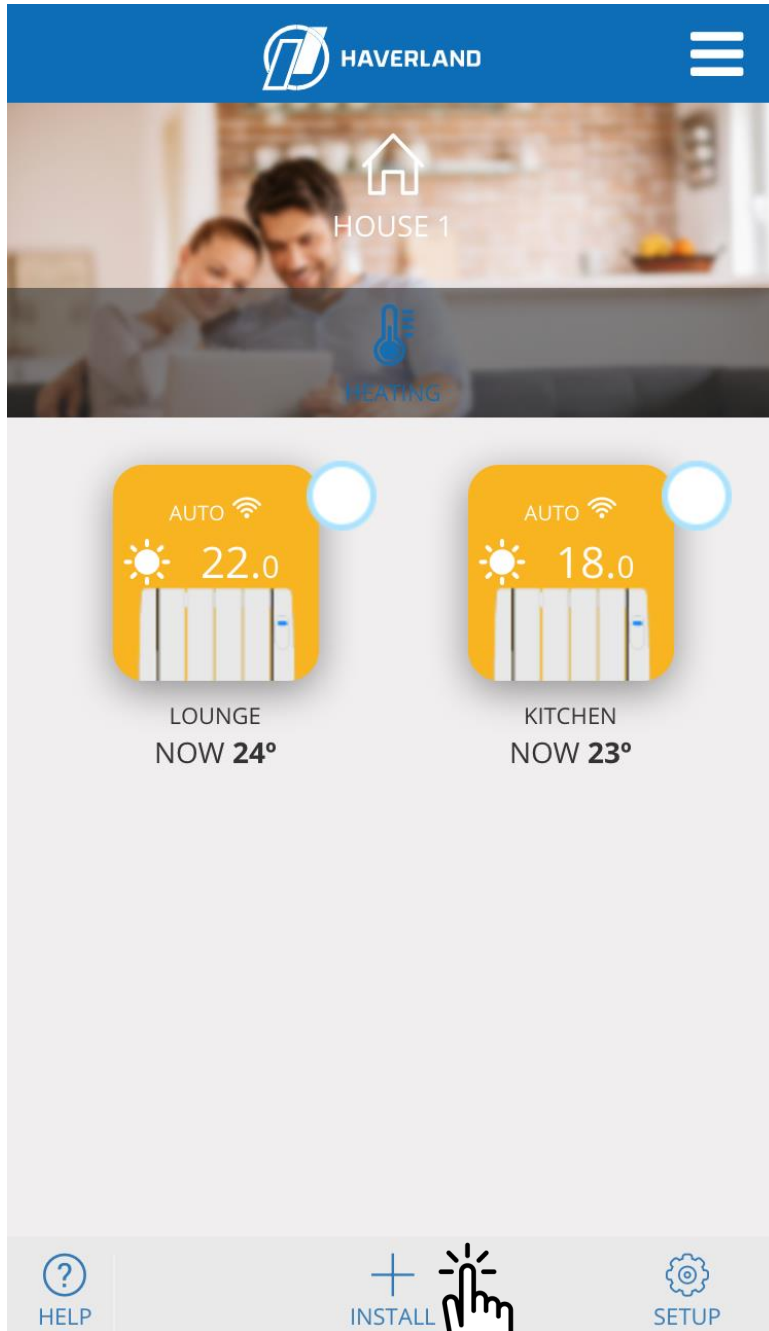 HAVERLAND
HOUSE 1
HEATING
AUTO
22.0
AUTO
18.0
LOUNGE
NOW 24º
KITCHEN
NOW 23º
?
HELP
INSTALL
SETUP